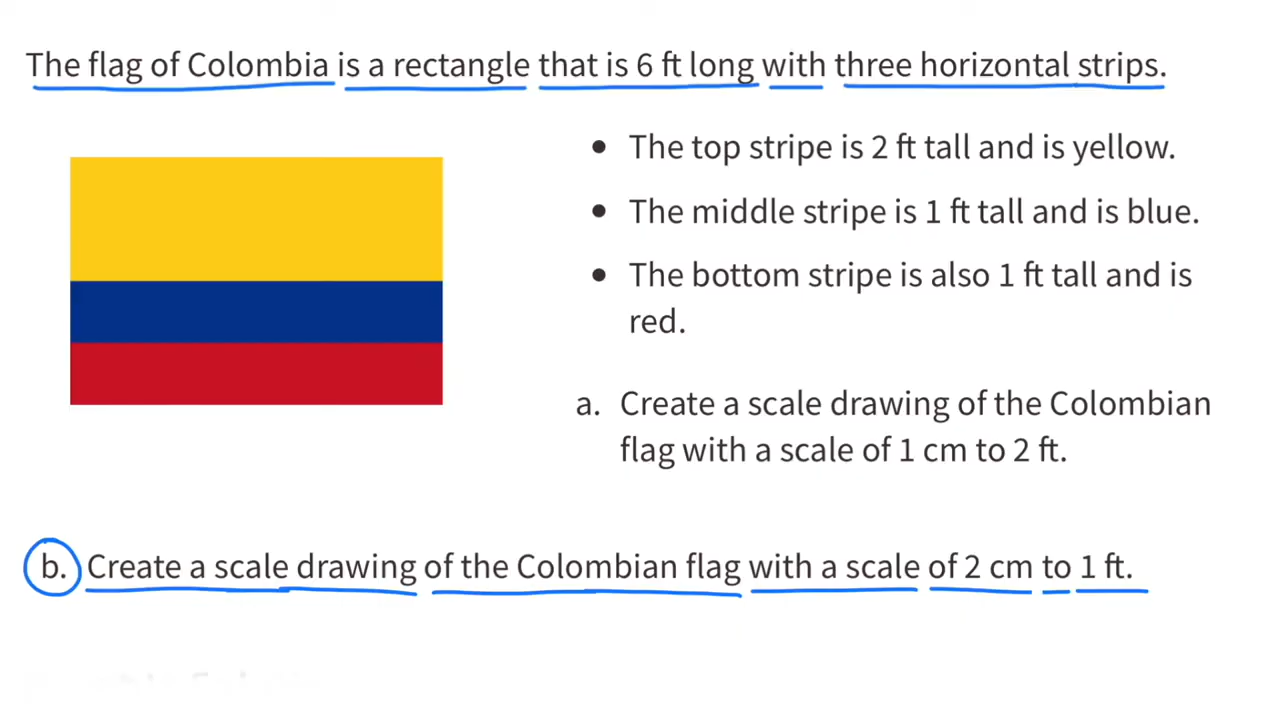 The flag of Colombia is a rectangle that is 6 ft long with three horizontal strips.
• The top stripe is 2 ft tall and is yellow.
• The middle stripe is 1 ft tall and is blue.
• The bottom stripe is also 1 ft tall and is
red.
a. Create a scale drawing of the Colombian
flag with a scale of 1 cm to 2 ft.
b. Create a scale drawing of the Colombian flag with a scale of 2 cm to 1 ft.